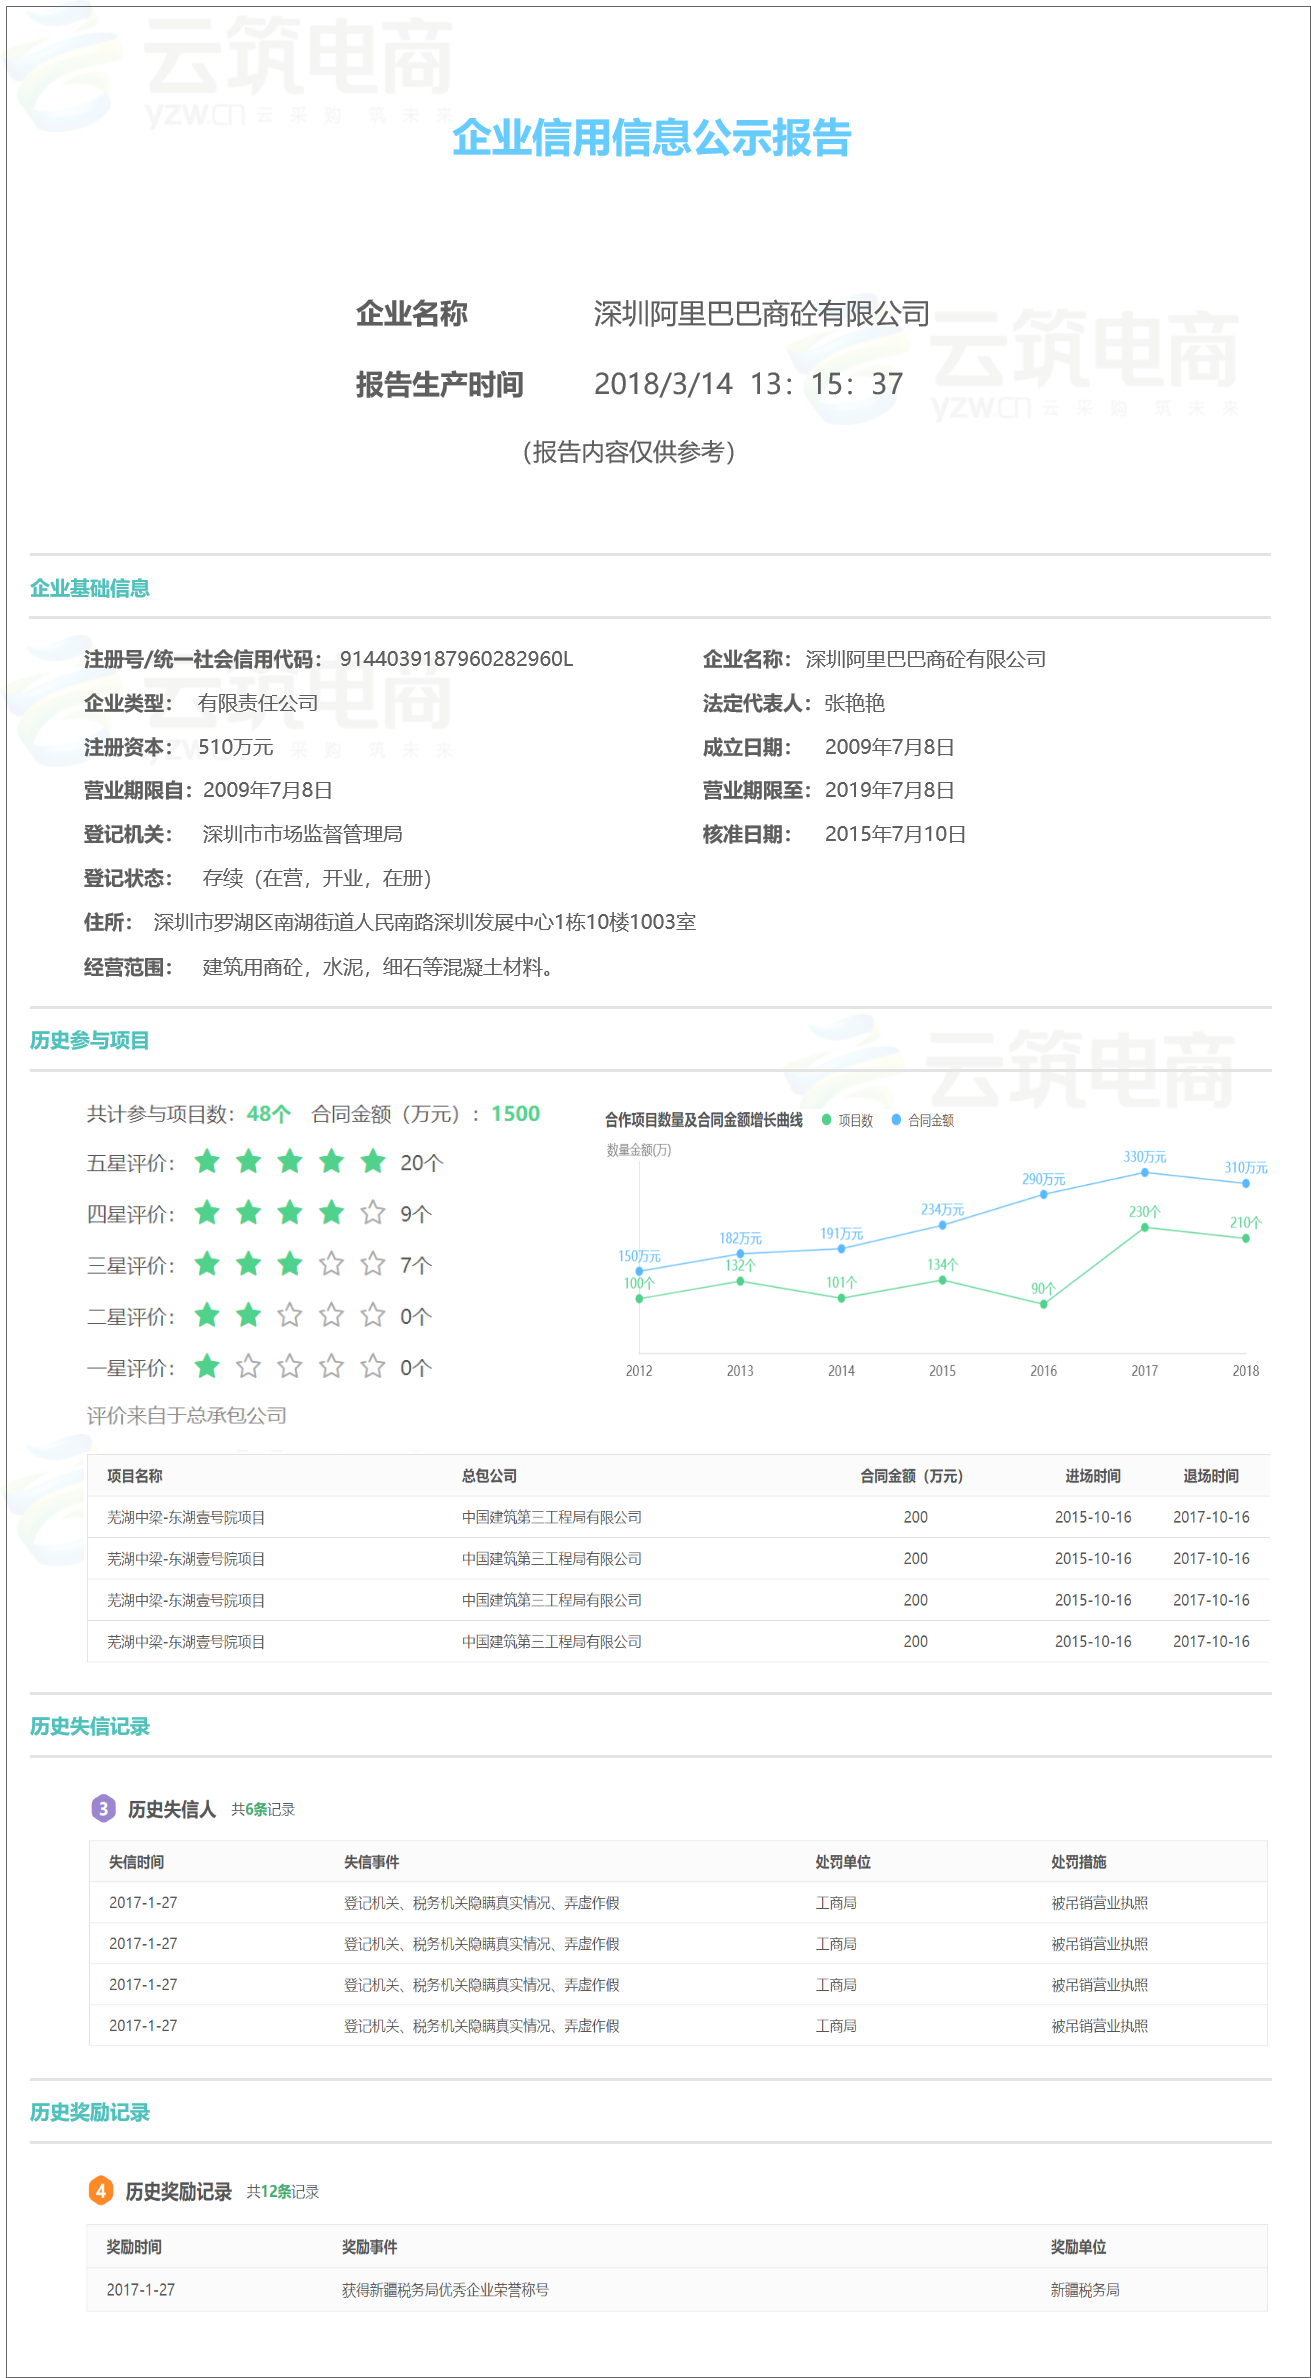 云筑电商
yzw.cn 云 采 购 筑 未 来
企业信用信息公示报告
企业名称 深圳阿里巴巴商砼有限公司
云筑电商
报告生产时间 2018/3/14 13：15：37
yzw.cn 云 采 购 筑 未 来
（报告内容仅供参考）
企业基础信息
注册号/统一社会信用代码： 9144039187960282960L 企业名称： 深圳阿里巴巴商砼有限公司
云筑电商
企业类型： 有限责任公司 法定代表人： 张艳艳
注册资本： 510万元 成立日期： 2009年7月8日
yzw.cn 云 采 购 筑 未 来
营业期限自： 2009年7月8日 营业期限至： 2019年7月8日
登记机关： 深圳市市场监督管理局 核准日期： 2015年7月10日
登记状态： 存续（在营，开业，在册）
住所： 深圳市罗湖区南湖街道人民南路深圳发展中心1栋10楼1003室
经营范围： 建筑用商砼，水泥，细石等混凝土材料。
历史参与项目
云筑电商
共计参与项目数：48个 合同金额（万元）：1500
五星评价： 20个
四星评价： 9个
三星评价： 7个
二星评价： 0个
一星评价： 0个
评价来自于总承包公司
合作项目数量及合同金额增长曲线 项目数 合同金额
数量金额(万)
150万元 182万元 191万元 234万元 290万元 330万元 310万元
100个 132个 101个 134个 90个 230个 210个
2012 2013 2014 2015 2016 2017 2018
项目名称 总包公司 合同金额（万元） 进场时间 退场时间
芜湖中梁-东湖壹号院项目 中国建筑第三工程局有限公司 200 2015-10-16 2017-10-16
芜湖中梁-东湖壹号院项目 中国建筑第三工程局有限公司 200 2015-10-16 2017-10-16
芜湖中梁-东湖壹号院项目 中国建筑第三工程局有限公司 200 2015-10-16 2017-10-16
芜湖中梁-东湖壹号院项目 中国建筑第三工程局有限公司 200 2015-10-16 2017-10-16
历史失信记录
3 历史失信人 共6条记录
失信时间 失信事件 处罚单位 处罚措施
2017-1-27 登记机关、税务机关隐瞒真实情况、弄虚作假 工商局 被吊销营业执照
2017-1-27 登记机关、税务机关隐瞒真实情况、弄虚作假 工商局 被吊销营业执照
2017-1-27 登记机关、税务机关隐瞒真实情况、弄虚作假 工商局 被吊销营业执照
2017-1-27 登记机关、税务机关隐瞒真实情况、弄虚作假 工商局 被吊销营业执照
历史奖励记录
4 历史奖励记录 共12条记录
奖励时间 奖励事件 奖励单位
2017-1-27 获得新疆税务局优秀企业荣誉称号 新疆税务局